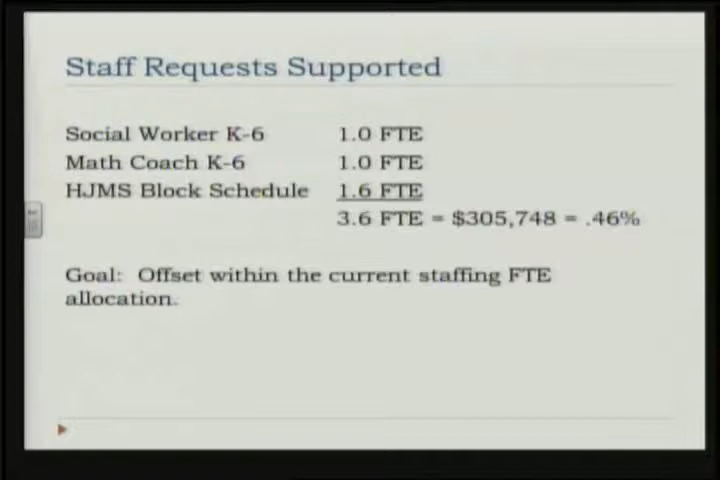 Staff Requests Supported
Social Worker K-6 1.0 FTE
Math Coach K-6 1.0 FTE
HJMS Block Schedule 1.6 FTE
3.6 FTE = $305,748 = .46%
Goal: Offset within the current staffing FTE
allocation.